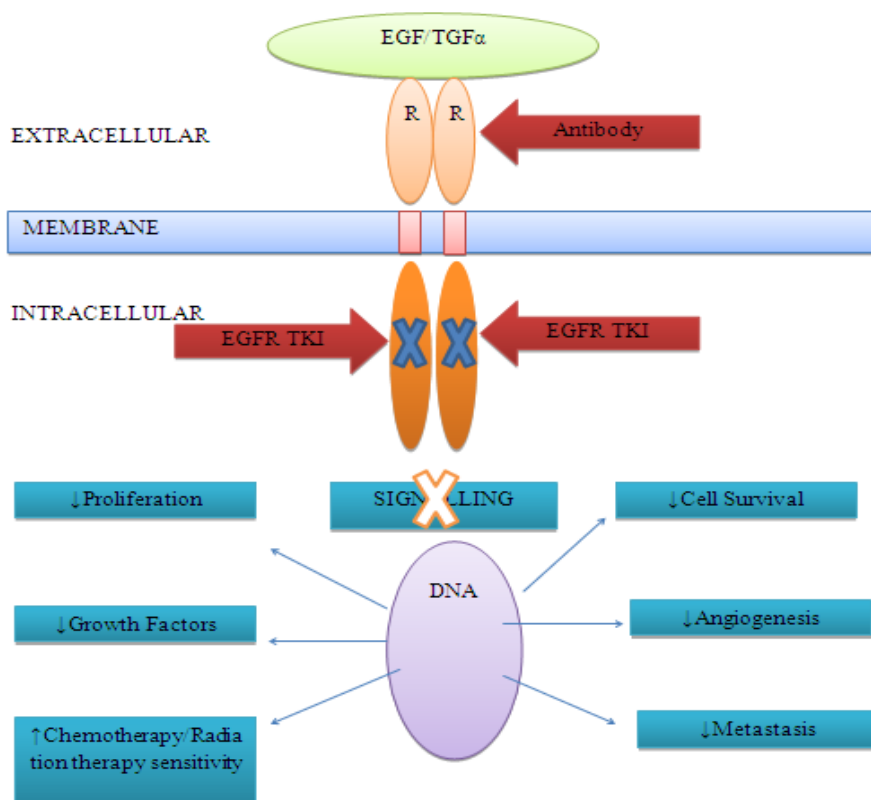 EGF/TGFα
R R
EXTRACELLULAR
Antibody
MEMBRANE
INTRACELLULAR
EGFR TKI
EGFR TKI
↓Proliferation
↓Cell Survival
DNA
↓Growth Factors
↓Angiogenesis
↑Chemotherapy/Radia
tion therapy sensitivity
↓Metastasis